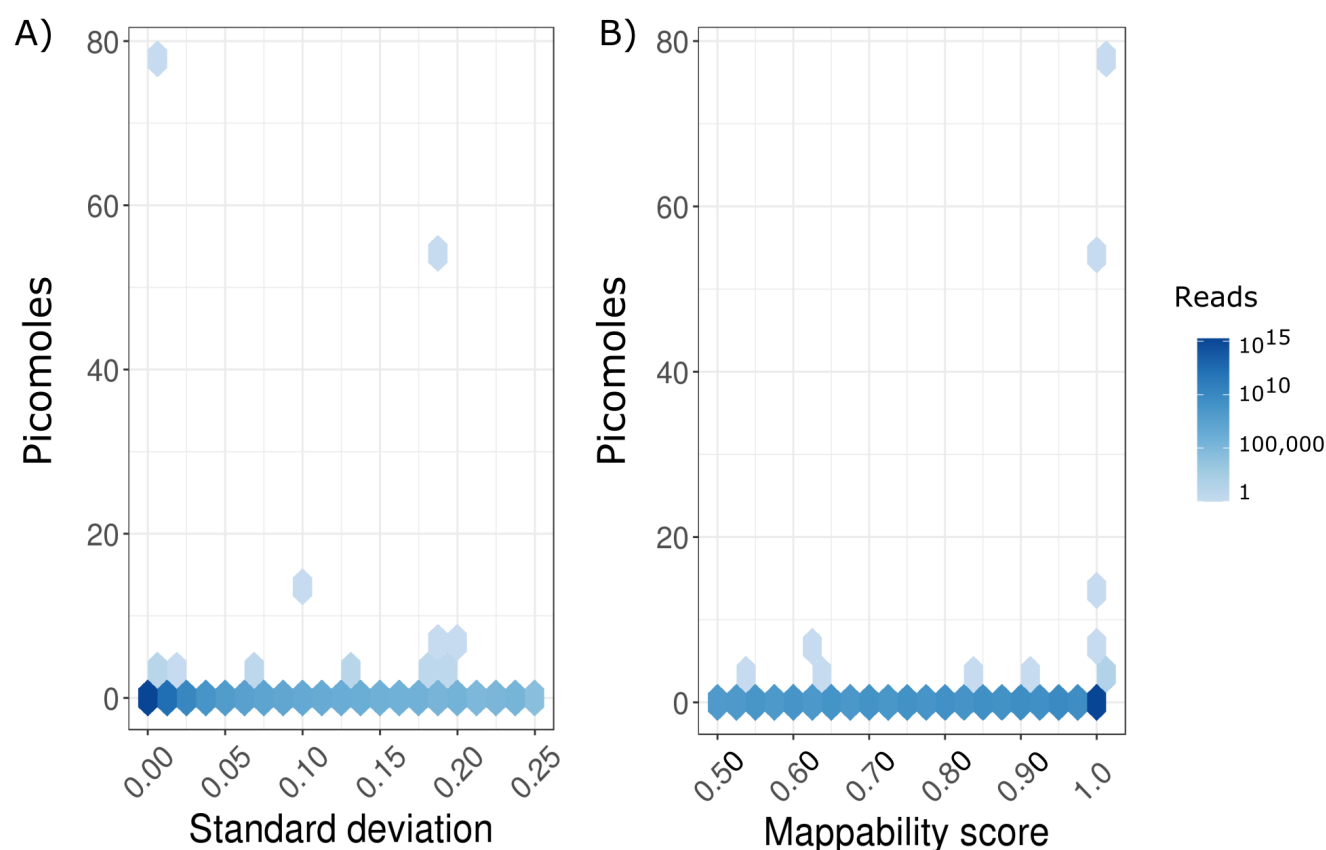 A)
80
60
40
20
0
Picomoles
0.00 0.05 0.10 0.15 0.20 0.25
Standard deviation
B)
80
60
40
20
0
Picomoles
0.50 0.60 0.70 0.80 0.90 1.0
Mappability score
Reads
10^15
10^10
100,000
1